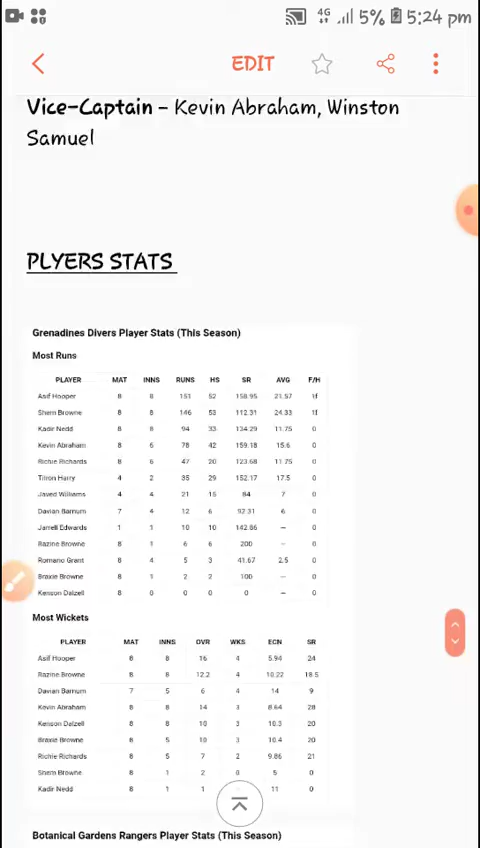 4G 5% 5:24 pm
EDIT
Vice-Captain – Kevin Abraham, Winston
Samuel
PLYERS STATS
Grenadines Divers Player Stats (This Season)
Most Runs
PLAYER MAT INNS RUNS HS SR AVG F/H
Asif Hooper 8 8 151 52 158.95 21.57 1f
Shem Browne 8 8 146 53 112.31 24.33 1f
Kadir Nedd 8 8 94 33 134.29 11.75 0
Kevin Abraham 8 6 78 42 159.18 15.6 0
Richie Richards 8 6 47 20 123.68 11.75 0
Tilron Harry 4 2 35 29 152.17 17.5 0
Javed Williams 4 4 21 15 84 7 0
Davian Barnum 7 4 12 6 92.31 6 0
Jarrell Edwards 1 1 10 10 142.86 – 0
Razine Browne 8 1 6 6 200 – 0
Romano Grant 8 4 5 3 41.67 2.5 0
Braxie Browne 8 1 2 2 100 – 0
Kenson Dalzell 8 0 0 0 0 – 0
Most Wickets
PLAYER MAT INNS OVR WKS ECN SR
Asif Hooper 8 8 16 4 5.94 24
Razine Browne 8 8 12.2 4 10.22 18.5
Davian Barnum 7 5 6 4 14 9
Kevin Abraham 8 8 14 3 8.64 28
Kenson Dalzell 8 8 10 3 10.3 20
Braxie Browne 8 5 10 3 10.4 20
Richie Richards 8 5 7 2 9.86 21
Shem Browne 8 1 2 0 5 0
Kadir Nedd 8 1 1 11 0
Botanical Gardens Rangers Player Stats (This Season)